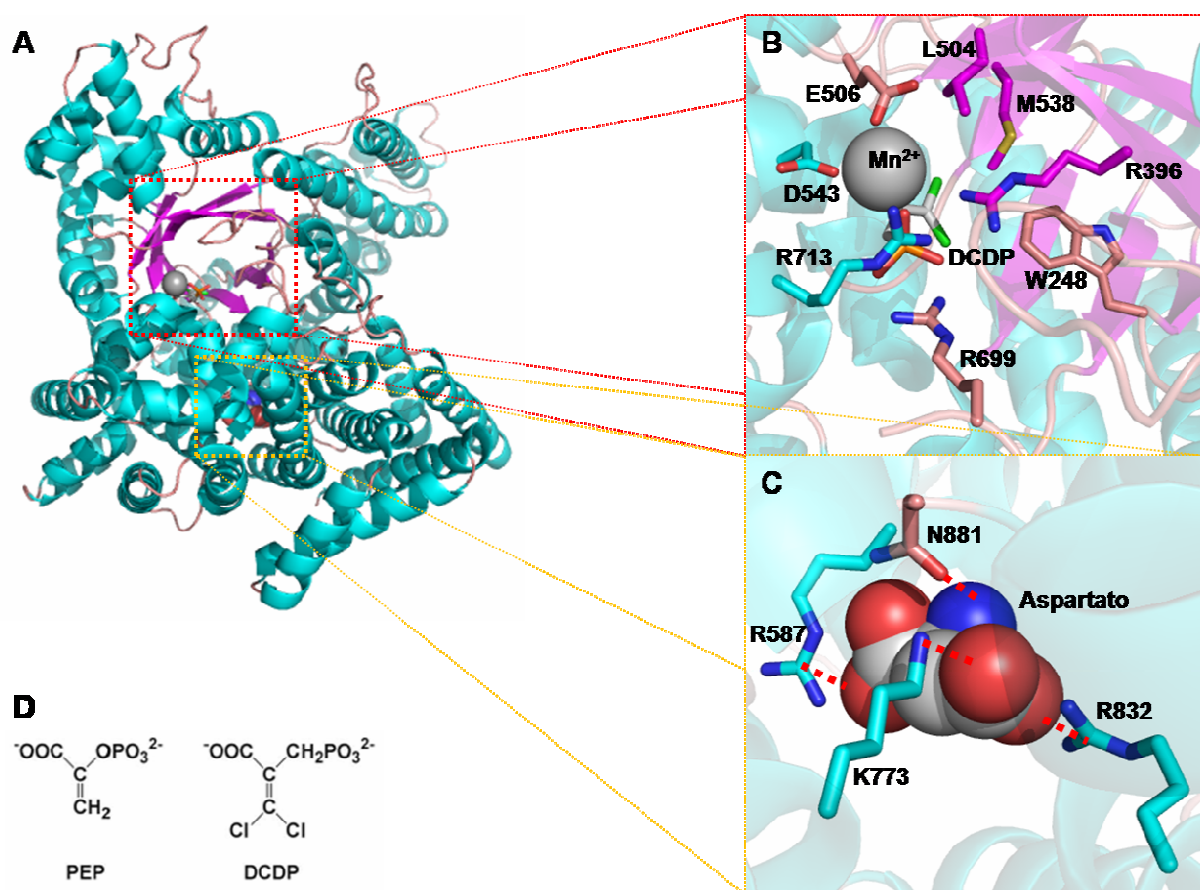 A
B
L504
E506
M538
Mn²⁺
R396
D543
R713
DCDP
W248
R699
C
N881
Aspartato
R587
R832
K773
D
⁻OOC OPO₃²⁻
C
CH₂
PEP
⁻OOC CH₂PO₃²⁻
C
C
Cl Cl
DCDP